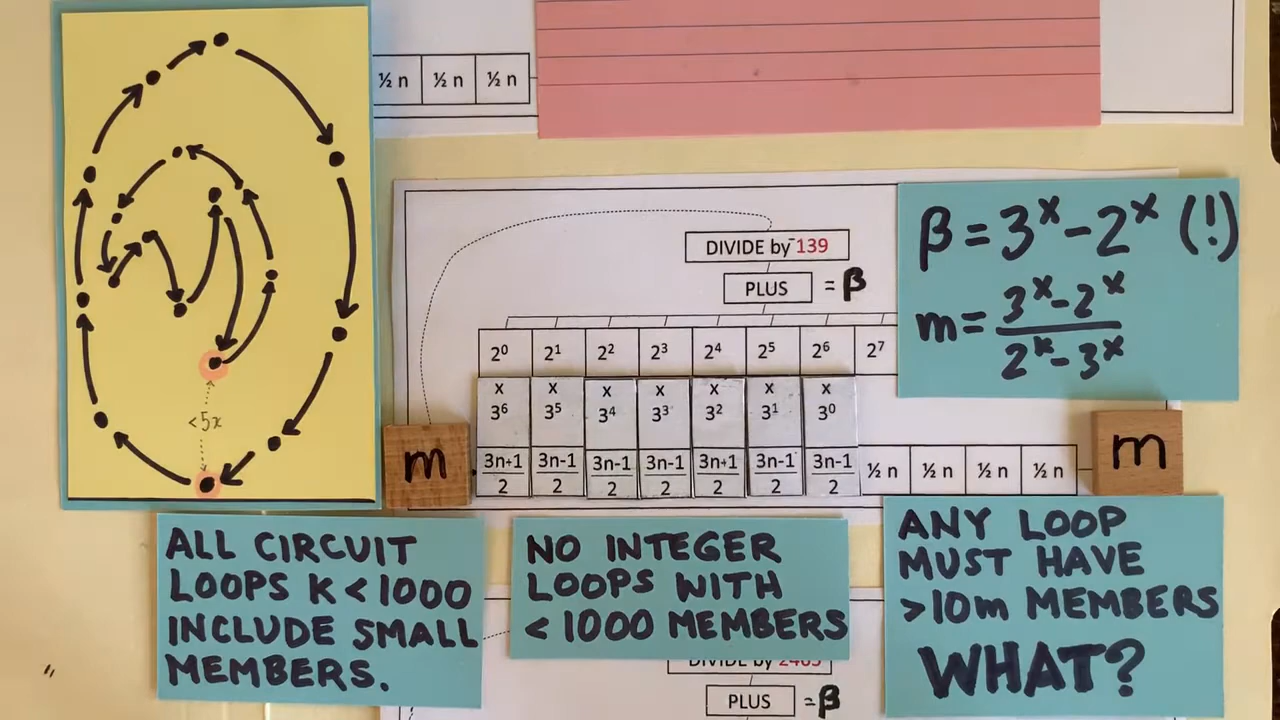 ½ n ½ n ½ n
<5x
DIVIDE by -139
PLUS = β
2⁰ 2¹ 2² 2³ 2⁴ 2⁵ 2⁶ 2⁷
x x x x x x x
3⁶ 3⁵ 3⁴ 3³ 3² 3¹ 3⁰
m
3n+1 3n-1 3n-1 3n-1 3n+1 3n-1 3n-1
2 2 2 2 2 2 2
½ n ½ n ½ n ½ n
m
β = 3ˣ - 2ˣ (!)
m = 3ˣ - 2ˣ
2ᵏ - 3ˣ
ALL CIRCUIT
LOOPS K < 1000
INCLUDE SMALL
MEMBERS.
NO INTEGER
LOOPS WITH
< 1000 MEMBERS
ANY LOOP
MUST HAVE
>10m MEMBERS
WHAT?
DIVIDE by 2465
PLUS = β